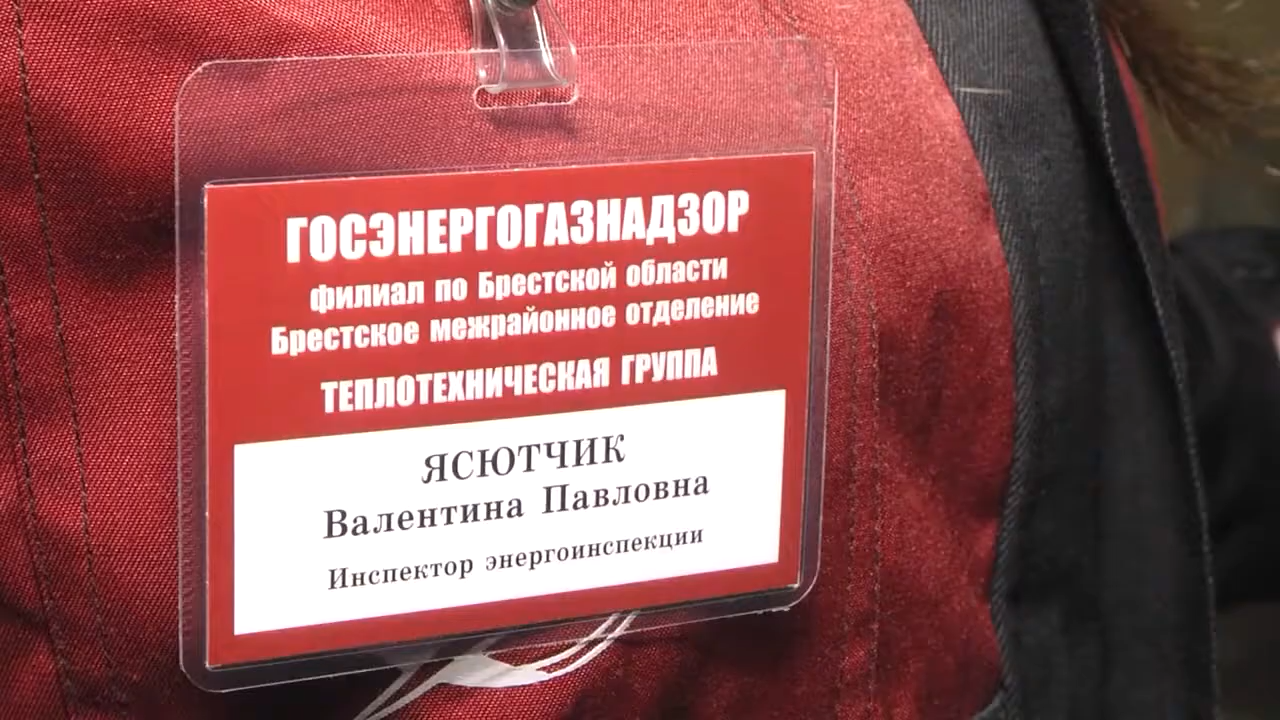 ГОСЭНЕРГОГАЗНАДЗОР
филиал по Брестской области
Брестское межрайонное отделение
ТЕПЛОТЕХНИЧЕСКАЯ ГРУППА
ЯСЮТЧИК
Валентина Павловна
Инспектор энергоинспекции